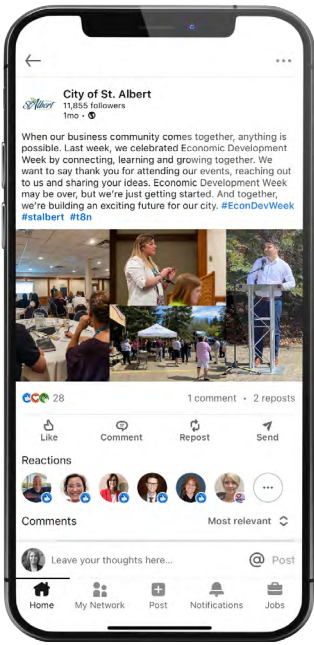 St Albert
City of St. Albert
11,855 followers
1mo •
When our business community comes together, anything is
possible. Last week, we celebrated Economic Development
Week by connecting, learning and growing together. We
want to say thank you for attending our events, reaching out
to us and sharing your ideas. Economic Development Week
may be over, but we're just getting started. And together,
we're building an exciting future for our city. #EconDevWeek
#stalbert #t8n
28
1 comment • 2 reposts
Like
Comment
Repost
Send
Reactions
Comments
Most relevant
Leave your thoughts here...
@ Post
Home
My Network
Post
Notifications
Jobs